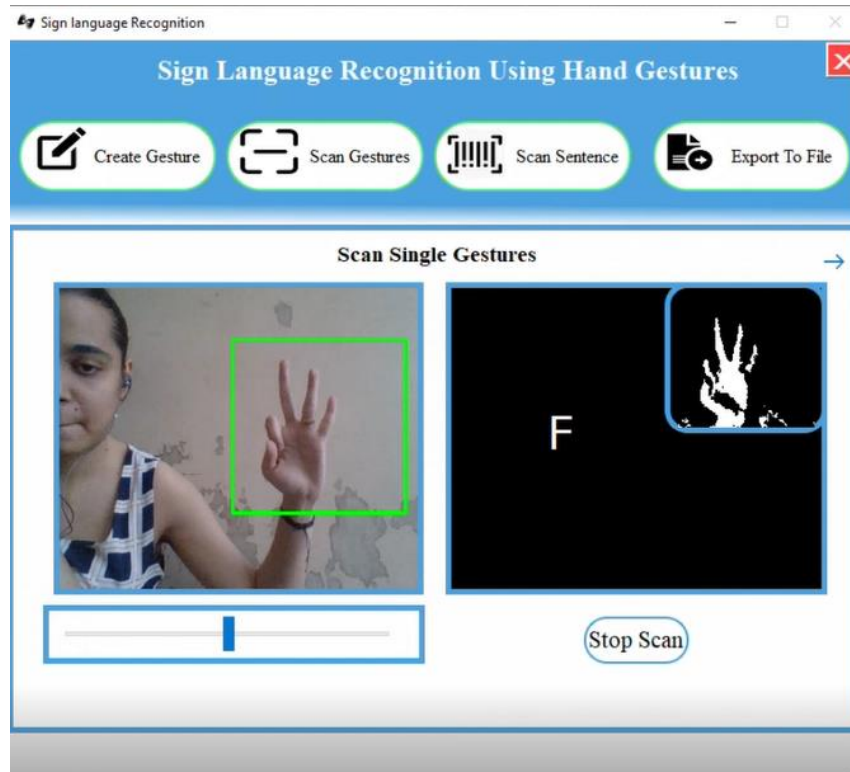 Sign language Recognition
Sign Language Recognition Using Hand Gestures
Create Gesture
Scan Gestures
Scan Sentence
Export To File
Scan Single Gestures
F
Stop Scan